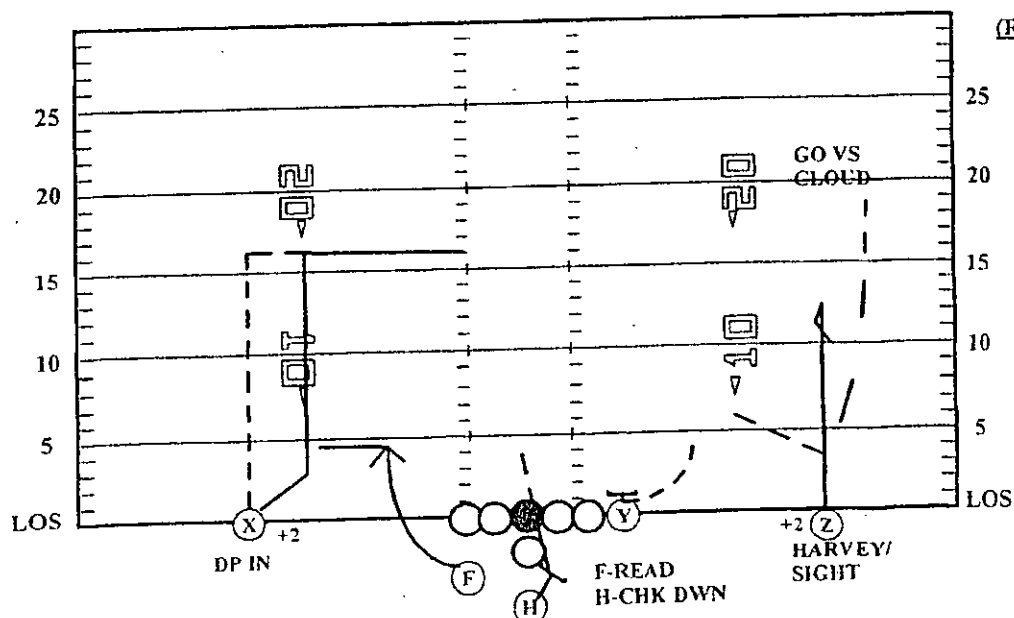 (F
25 25
GO VS
CLOUD
20 20
20 20
15 15
10 10
10 10
5 5
LOS X +2 Y +2 Z LOS
DP IN
F
H
F-READ
H-CHK DWN
HARVEY/
SIGHT